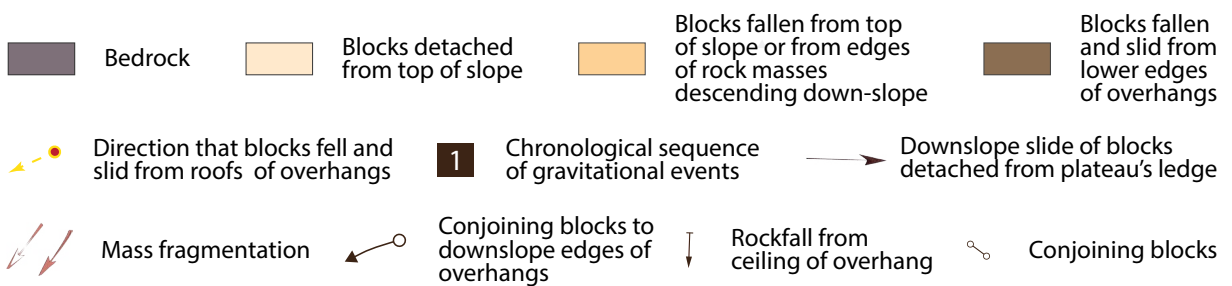 Bedrock
Blocks detached
from top of slope
Blocks fallen from top
of slope or from edges
of rock masses
descending down-slope
Blocks fallen
and slid from
lower edges
of overhangs
Direction that blocks fell and
slid from roofs of overhangs
1
Chronological sequence
of gravitational events
Downslope slide of blocks
detached from plateau’s ledge
Mass fragmentation
Conjoining blocks to
downslope edges of
overhangs
Rockfall from
ceiling of overhang
Conjoining blocks